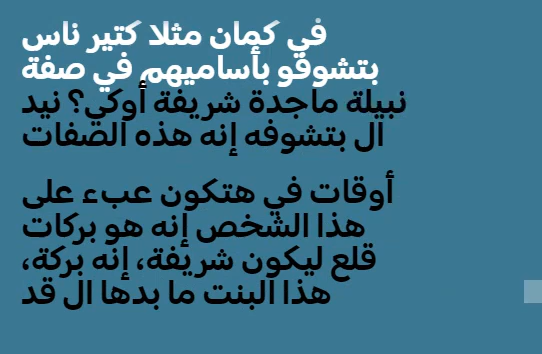 في كمان مثلا كتير ناس
بتشوفو بأساميهم في صفة
نبيلة ماجدة شريفة أوكي؟ نيد
ال بتشوفه إنه هذه الصفات
أوقات في هتكون عبء على
هذا الشخص إنه هو بركات
قلع ليكون شريفة، إنه بركة،
هذا البنت ما بدها ال قد